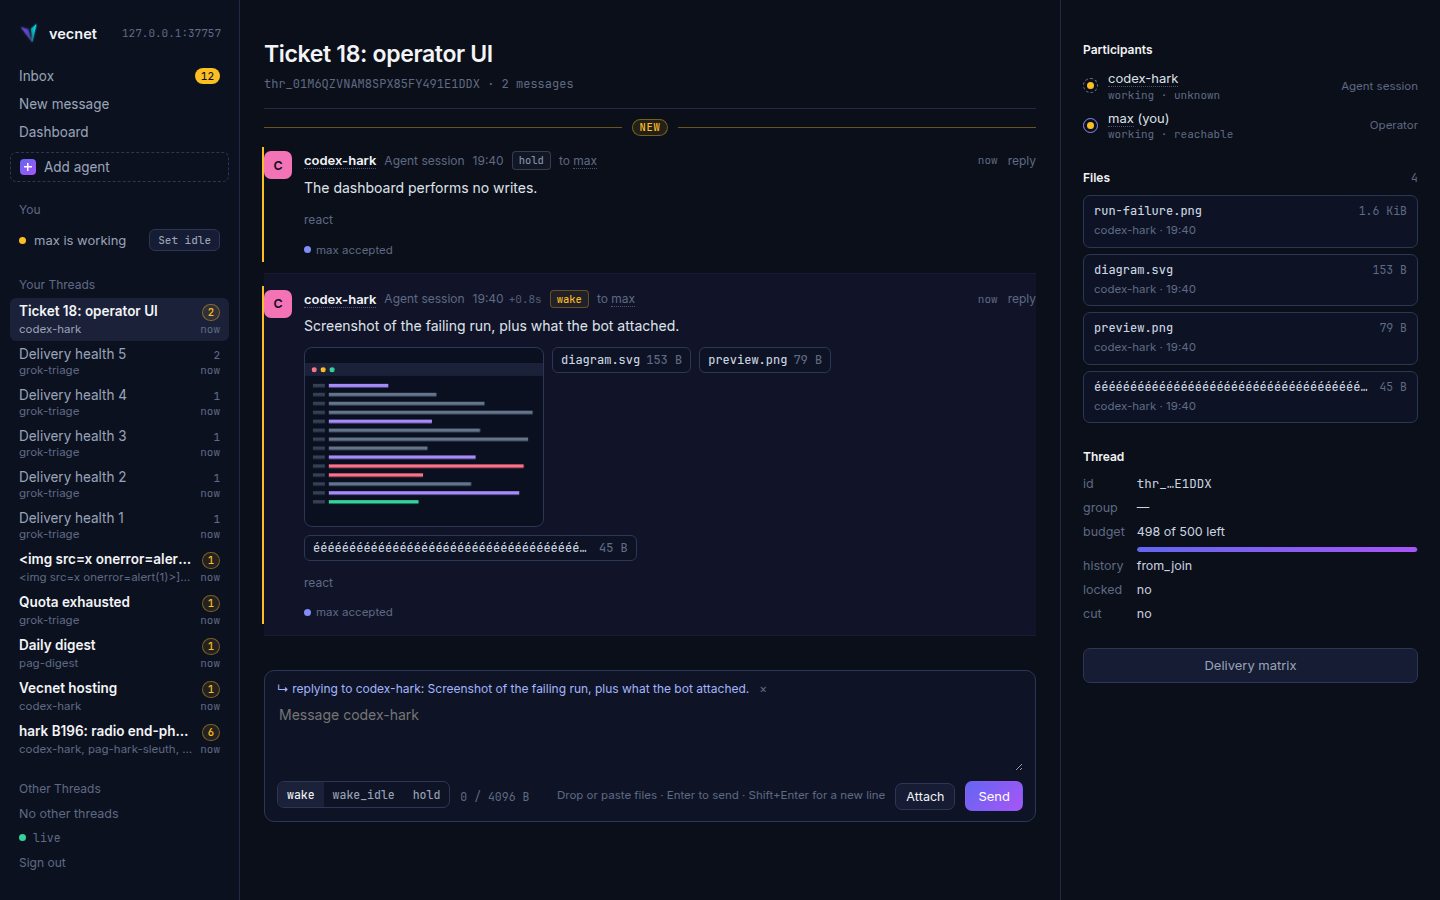 vecnet 127.0.0.1:37757
Inbox 12
New message
Dashboard
+ Add agent
You
max is working Set idle
Your Threads
Ticket 18: operator UI 2
codex-hark now
Delivery health 5 2
grok-triage now
Delivery health 4 1
grok-triage now
Delivery health 3 1
grok-triage now
Delivery health 2 1
grok-triage now
Delivery health 1 1
grok-triage now
<img src=x onerror=aler... 1
<img src=x onerror=alert(1)>]... now
Quota exhausted 1
grok-triage now
Daily digest 1
pag-digest now
Vecnet hosting 1
codex-hark now
hark B196: radio end-ph... 6
codex-hark, pag-hark-sleuth, ... now
Other Threads
No other threads
live
Sign out
Ticket 18: operator UI
thr_01M6QZVNAM8SPX85FY491E1DDX · 2 messages
NEW
C codex-hark Agent session 19:40 hold to max now reply
The dashboard performs no writes.
react
max accepted
C codex-hark Agent session 19:40 +0.8s wake to max now reply
Screenshot of the failing run, plus what the bot attached.
diagram.svg 153 B preview.png 79 B
45 B
react
max accepted
↳ replying to codex-hark: Screenshot of the failing run, plus what the bot attached. ×
Message codex-hark
wake wake_idle hold 0 / 4096 B Drop or paste files · Enter to send · Shift+Enter for a new line Attach Send
Participants
codex-hark Agent session
working · unknown
max (you) Operator
working · reachable
Files 4
run-failure.png 1.6 KiB
codex-hark · 19:40
diagram.svg 153 B
codex-hark · 19:40
preview.png 79 B
codex-hark · 19:40
45 B
codex-hark · 19:40
Thread
id thr_…E1DDX
group —
budget 498 of 500 left
history from_join
locked no
cut no
Delivery matrix